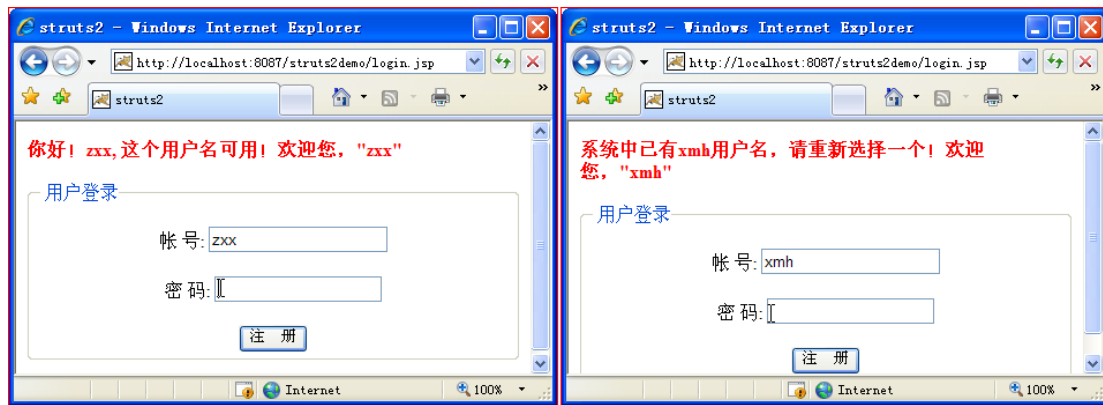 struts2 - Windows Internet Explorer
http://localhost:8087/struts2demo/login.jsp
struts2
你好！zxx,这个用户名可用！欢迎您，"zxx"
用户登录
帐 号: zxx
密 码:
注 册
Internet
100%
struts2 - Windows Internet Explorer
http://localhost:8087/struts2demo/login.jsp
struts2
系统中已有xmh用户名，请重新选择一个！欢迎
您，"xmh"
用户登录
帐 号: xmh
密 码:
注 册
Internet
100%